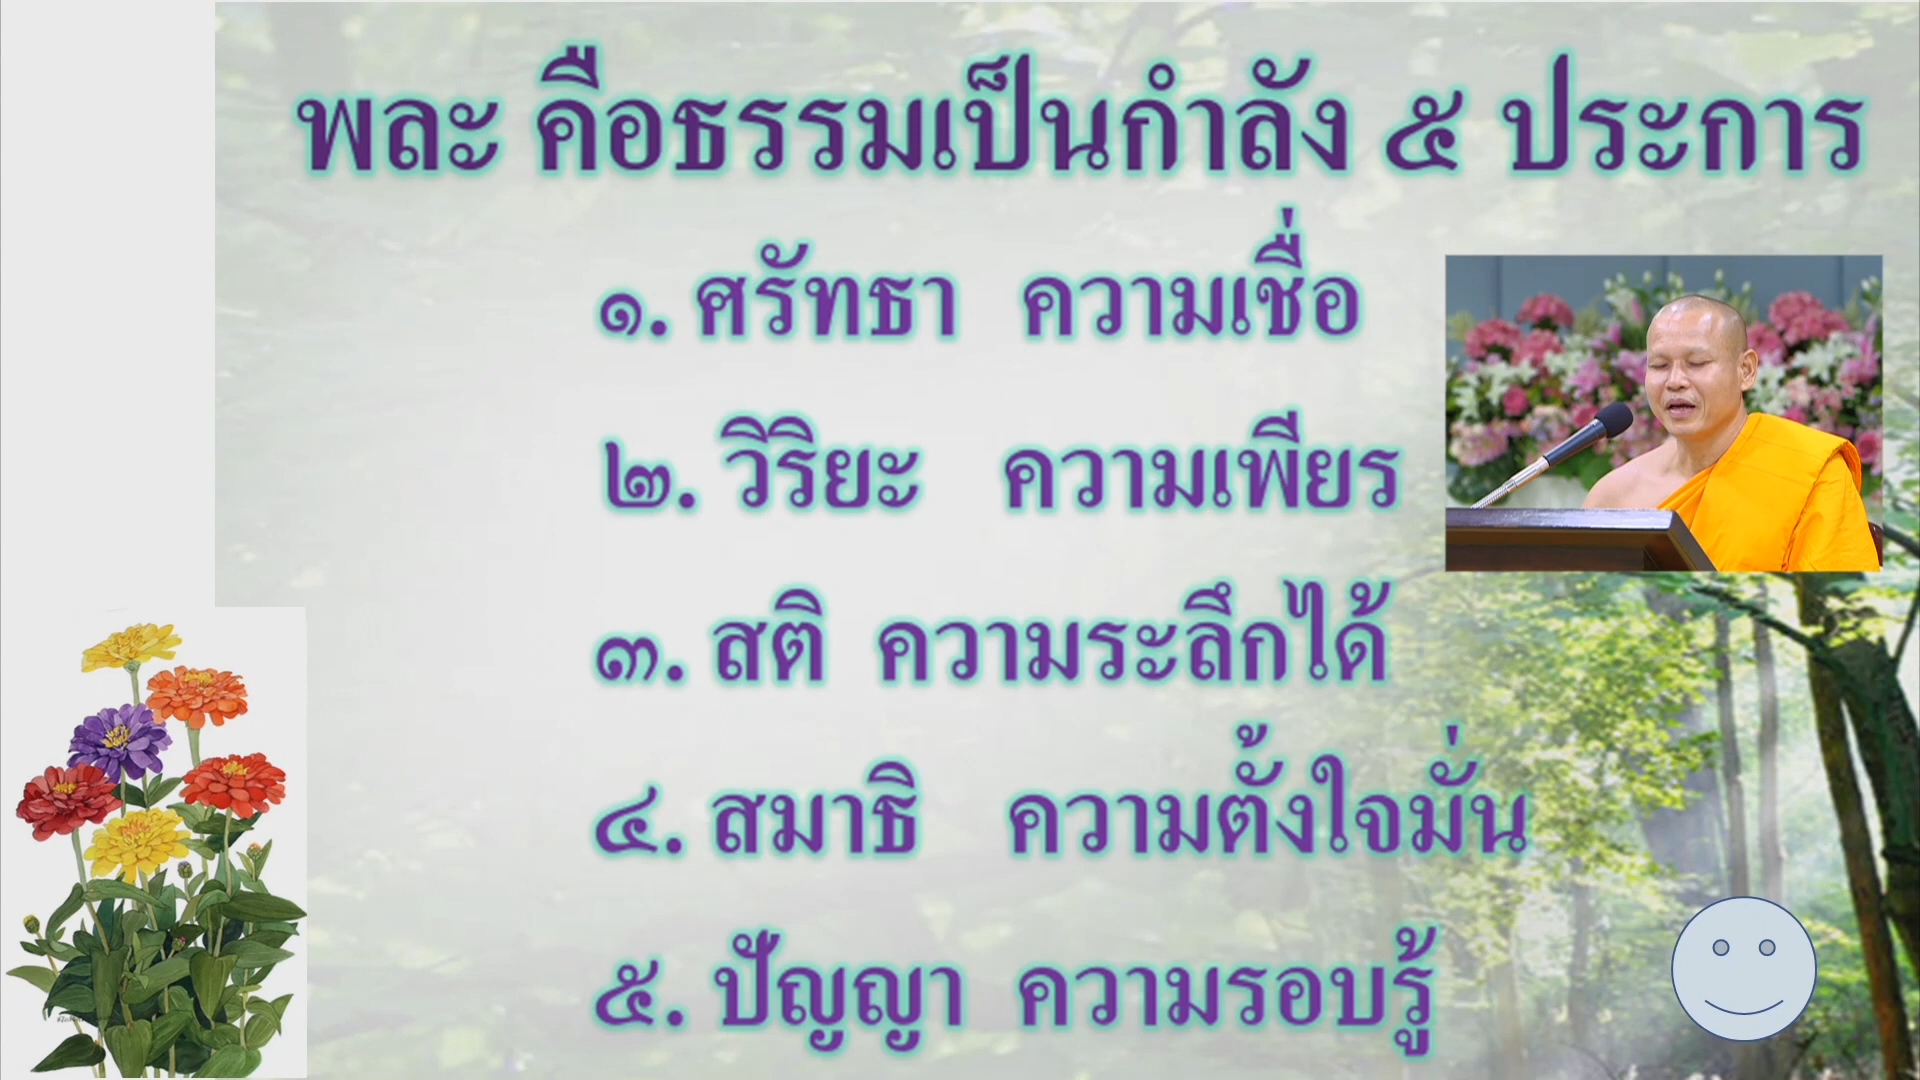 พละ คือธรรมเป็นกำลัง ๕ ประการ
๑. ศรัทธา ความเชื่อ
๒. วิริยะ ความเพียร
๓. สติ ความระลึกได้
๔. สมาธิ ความตั้งใจมั่น
๕. ปัญญา ความรอบรู้